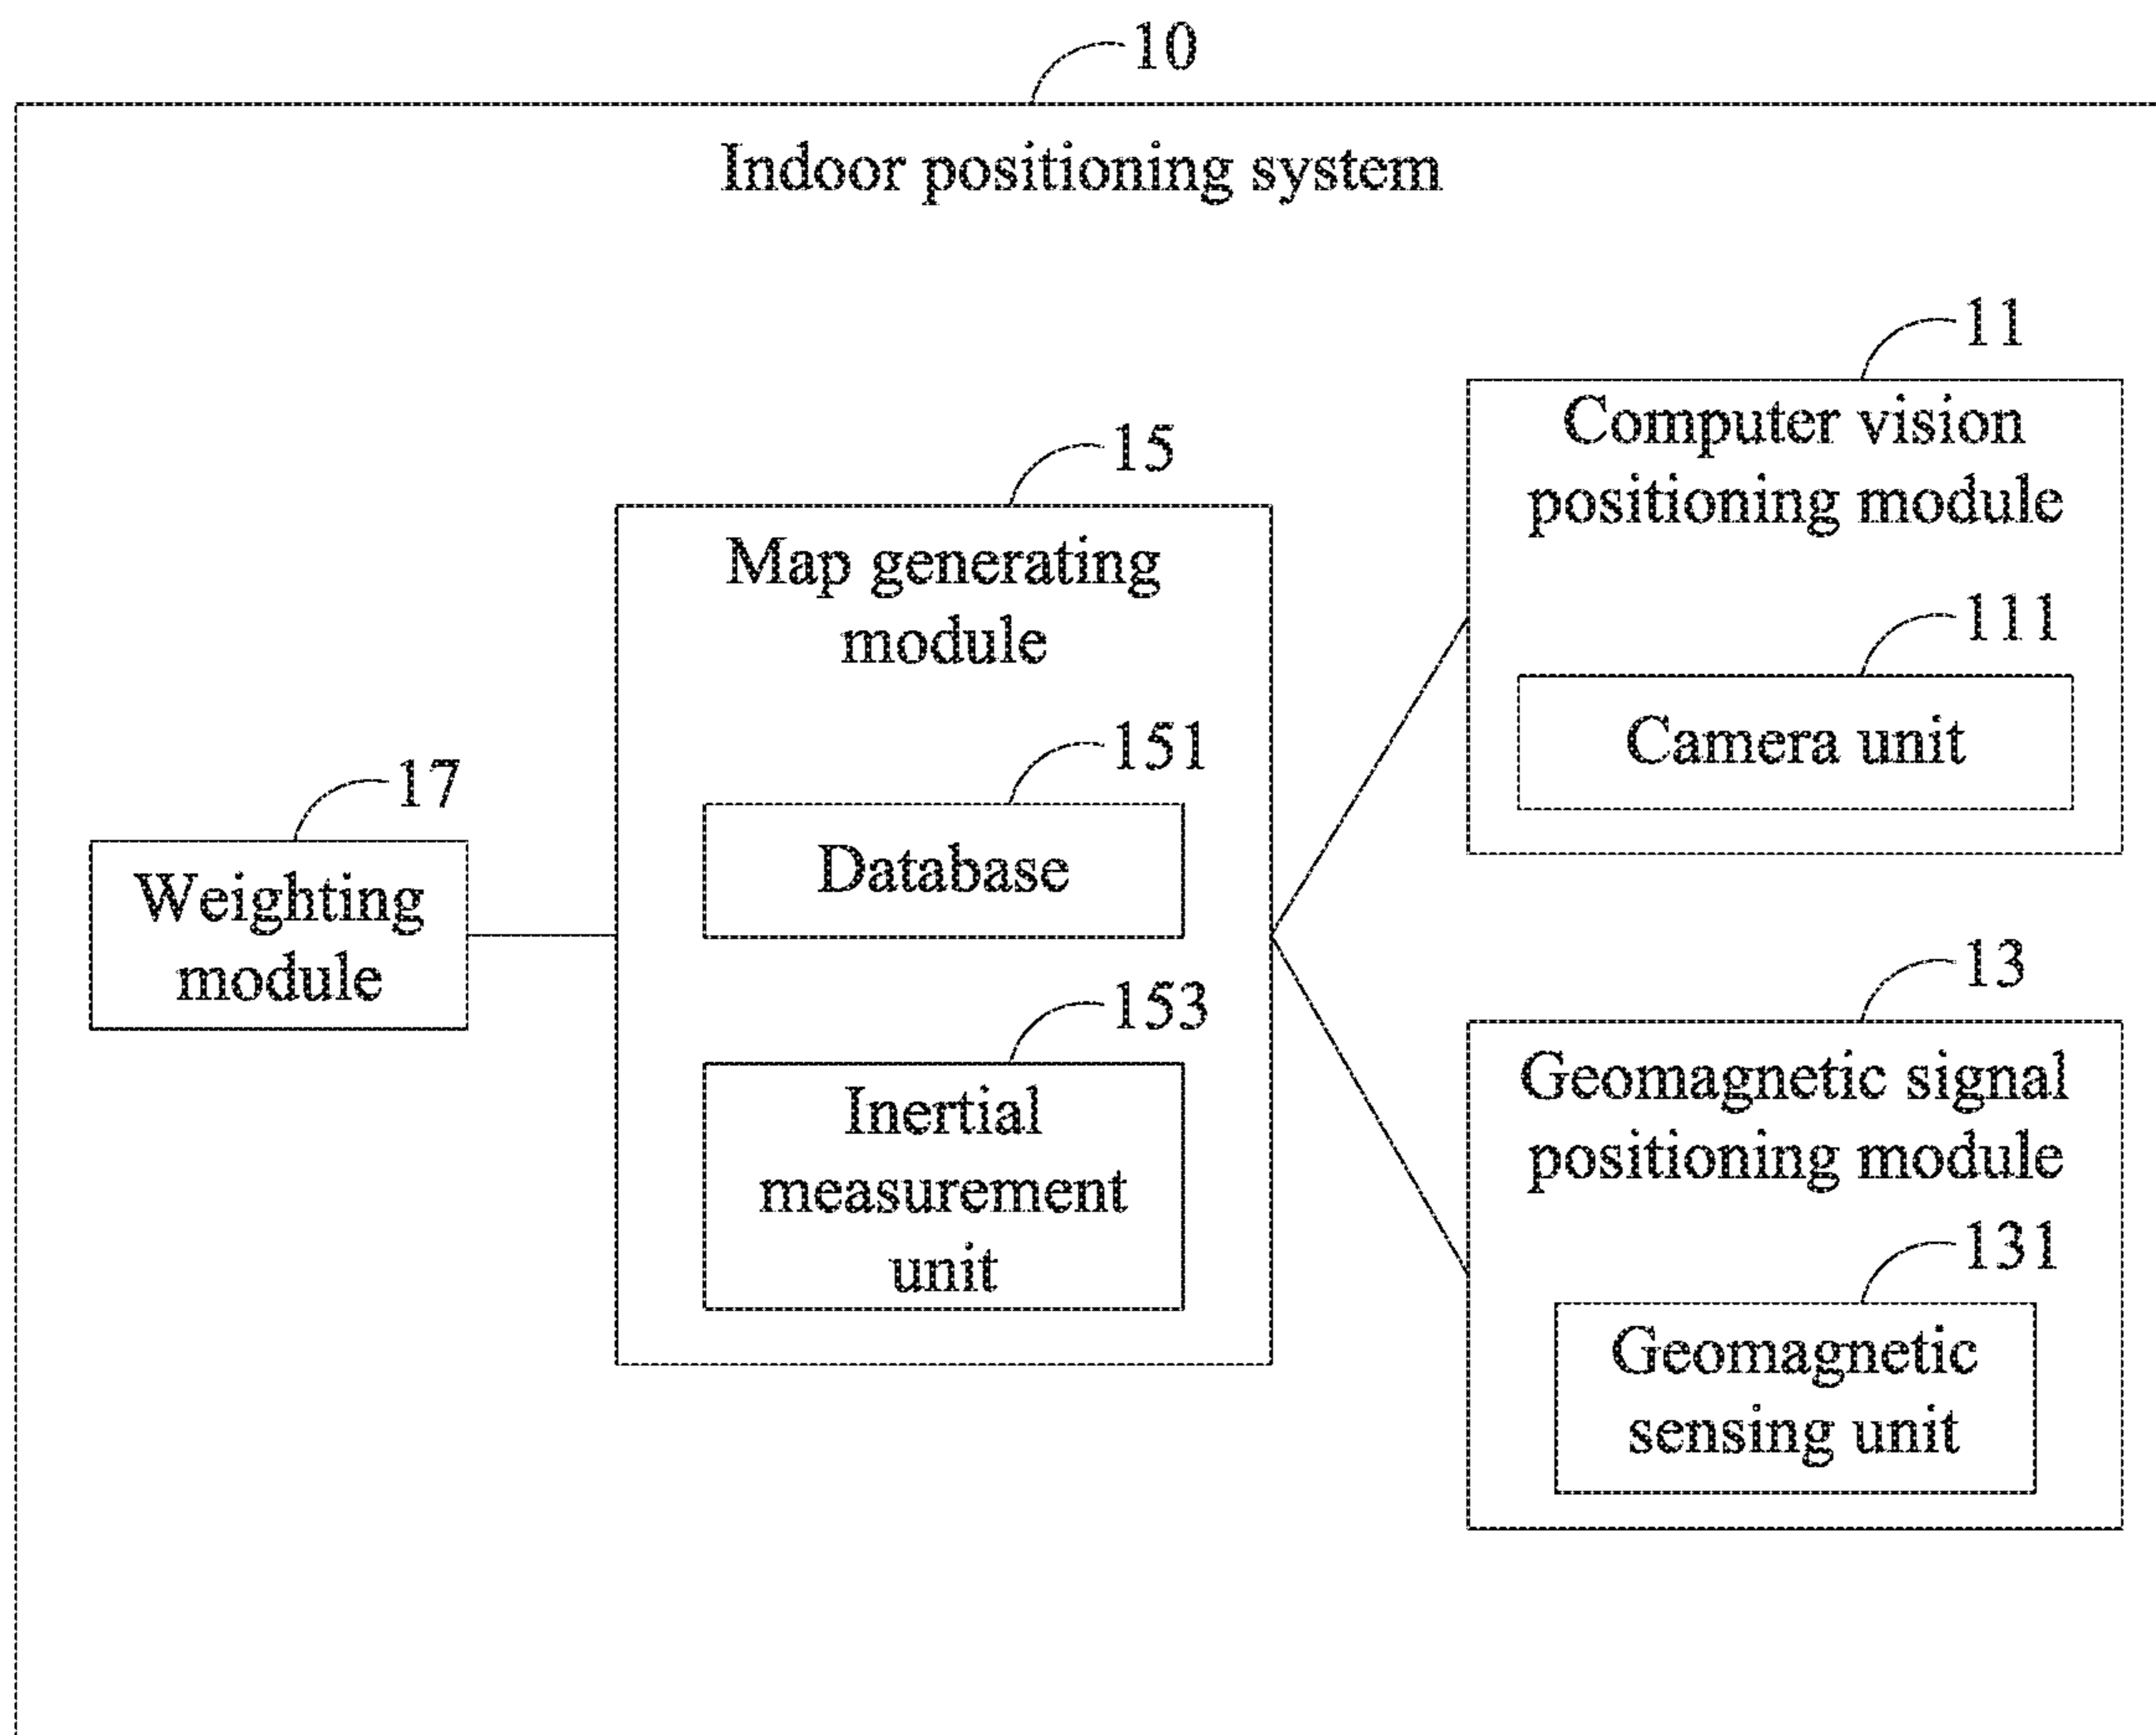 10
Indoor positioning system
11
Computer vision
positioning module
111
Camera unit
15
Map generating
module
151
Database
153
Inertial
measurement
unit
17
Weighting
module
13
Geomagnetic signal
positioning module
131
Geomagnetic
sensing unit